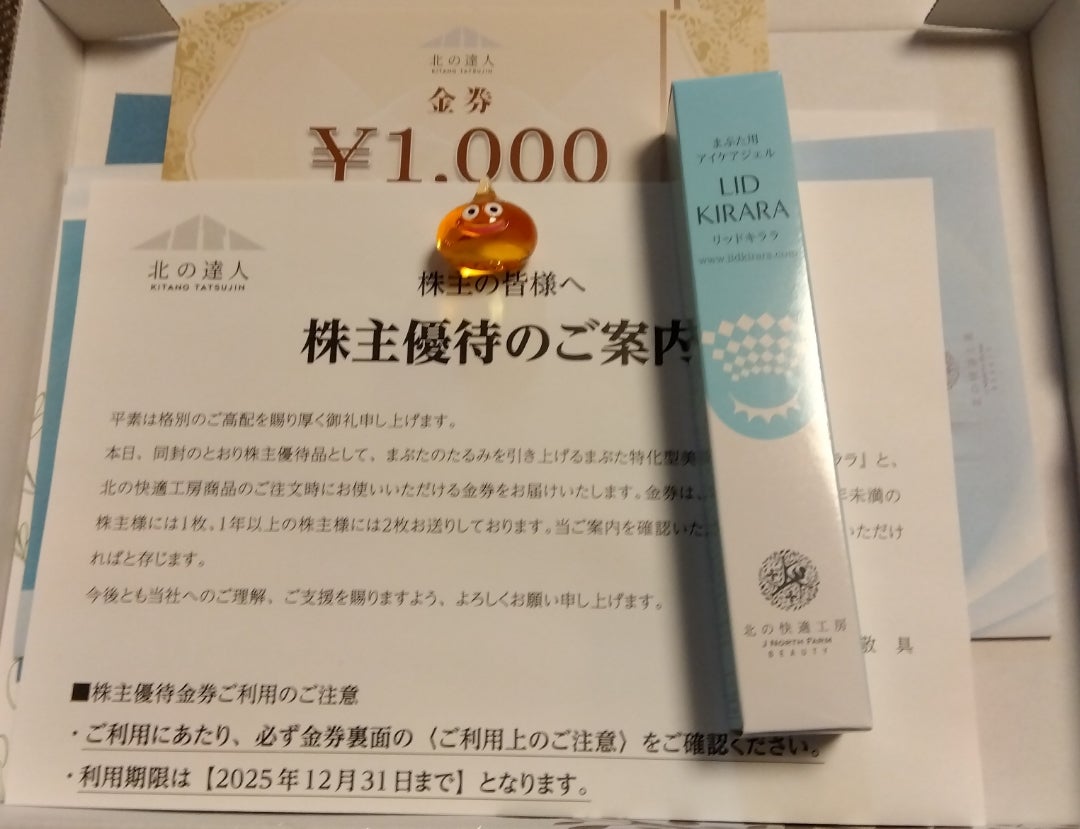 北の達人
KITANO TATSUJIN
金券
¥1,000
まぶた用
アイケアジェル
LID
KIRARA
リッドキララ
www.lidkirara.com
北の達人
KITANO TATSUJIN
株主の皆様へ
株主優待のご案内
平素は格別のご高配を賜り厚く御礼申し上げます。
本日、同封のとおり株主優待品として、まぶたのたるみを引き上げるまぶた特化型美 ララ』と、
北の快適工房商品のご注文時にお使いいただける金券をお届けいたします。金券は、 年未満の
株主様には1枚、1年以上の株主様には2枚お送りしております。当ご案内を確認いた いただけ
ればと存じます。
今後とも当社へのご理解、ご支援を賜りますよう、よろしくお願い申し上げます。
敬 具
北の快適工房
J NORTH FARM
BEAUTY
■株主優待金券ご利用のご注意
・ご利用にあたり、必ず金券裏面の〈ご利用上のご注意〉をご確認ください。
・利用期限は【2025年12月31日まで】となります。